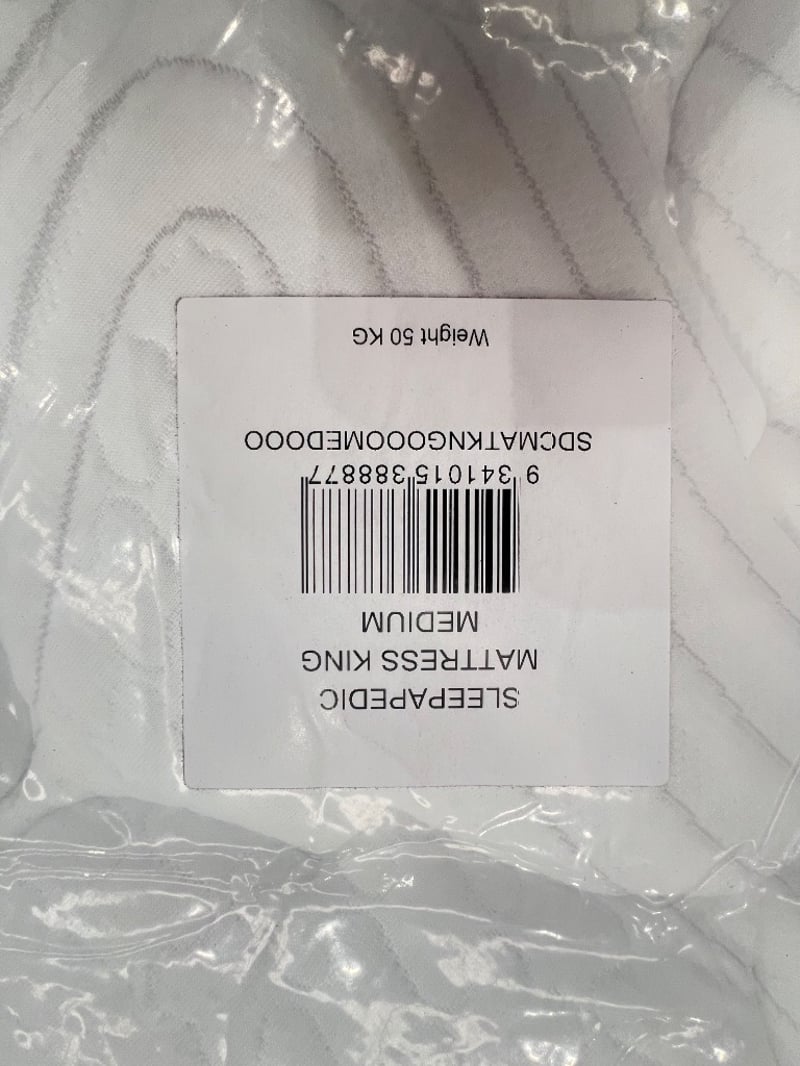 SLEEPAPEDIC
MATTRESS KING
MEDIUM
9 341015 388877
SDCMATKNGOOOMEDOOO
Weight 50 KG